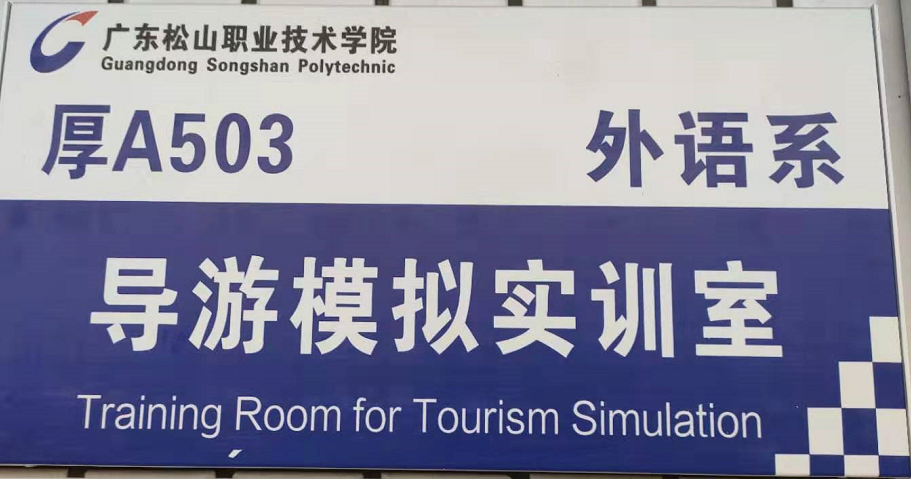 广东松山职业技术学院
Guangdong Songshan Polytechnic
厚A503 外语系
导游模拟实训室
Training Room for Tourism Simulation